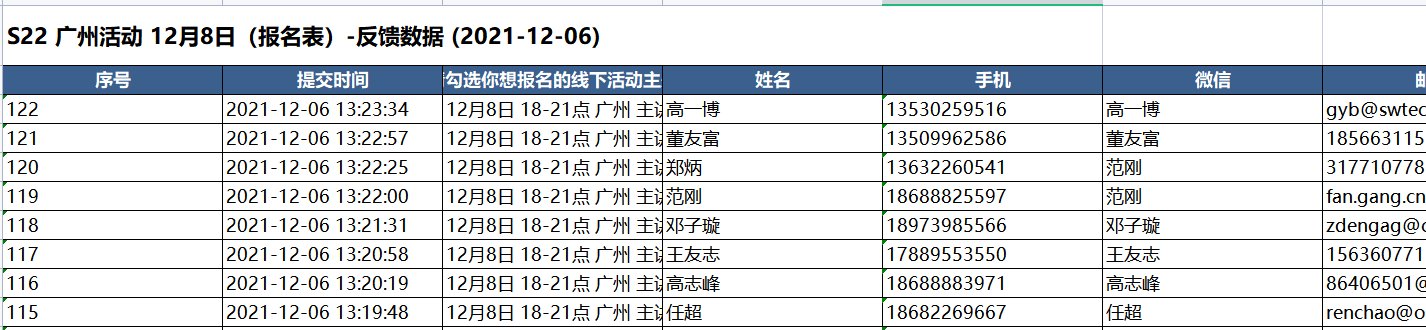 S22 广州活动 12月8日（报名表）-反馈数据 (2021-12-06)
序号 提交时间 勾选你想报名的线下活动主 姓名 手机 微信
122 2021-12-06 13:23:34 12月8日 18-21点 广州 主 高一博 13530259516 高一博 gyb@swtec
121 2021-12-06 13:22:57 12月8日 18-21点 广州 主 董友富 13509962586 董友富 185663115
120 2021-12-06 13:22:25 12月8日 18-21点 广州 主 郑炳 13632260541 范刚 317710778
119 2021-12-06 13:22:00 12月8日 18-21点 广州 主 范刚 18688825597 范刚 fan.gang.cn
118 2021-12-06 13:21:31 12月8日 18-21点 广州 主 邓子璇 18973985566 邓子璇 zdengag@c
117 2021-12-06 13:20:58 12月8日 18-21点 广州 主 王友志 17889553550 王友志 156360771
116 2021-12-06 13:20:19 12月8日 18-21点 广州 主 高志峰 18688883971 高志峰 86406501@
115 2021-12-06 13:19:48 12月8日 18-21点 广州 主 任超 18682269667 任超 renchao@o